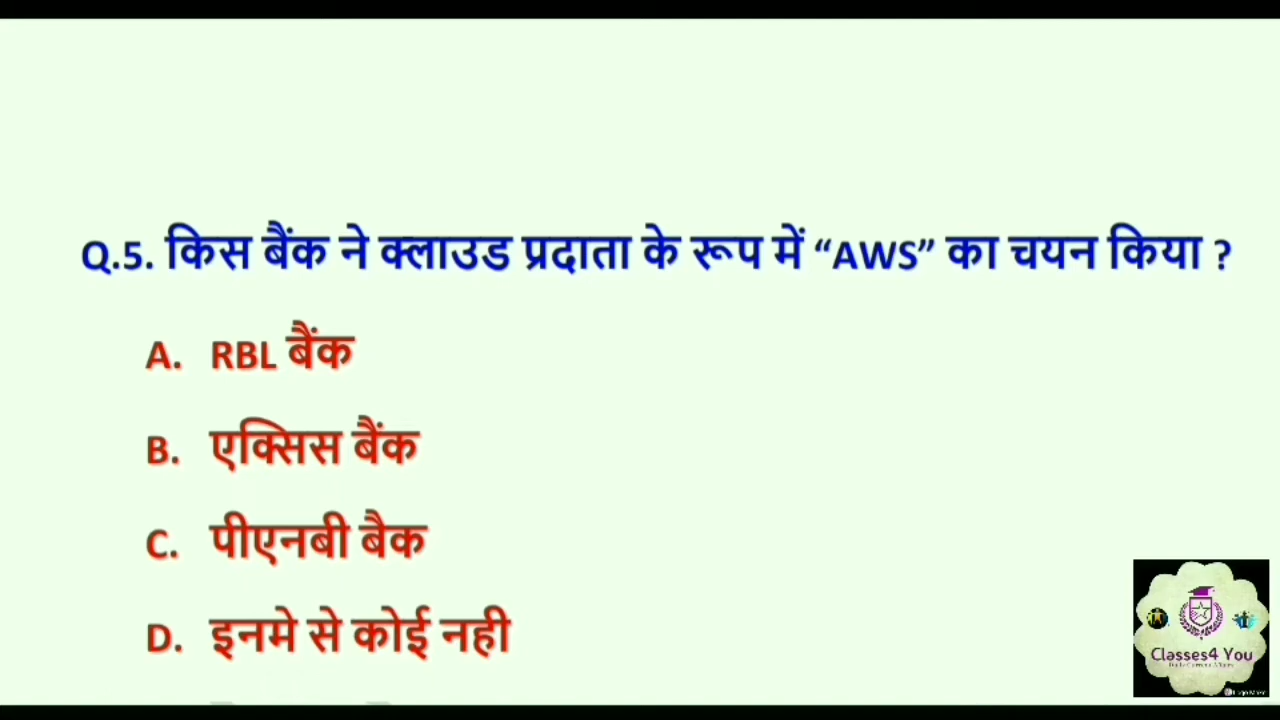 Q.5. किस बैंक ने क्लाउड प्रदाता के रूप में “AWS” का चयन किया ?
A. RBL बैंक
B. एक्सिस बैंक
C. पीएनबी बैक
D. इनमे से कोई नही
Classes4 You